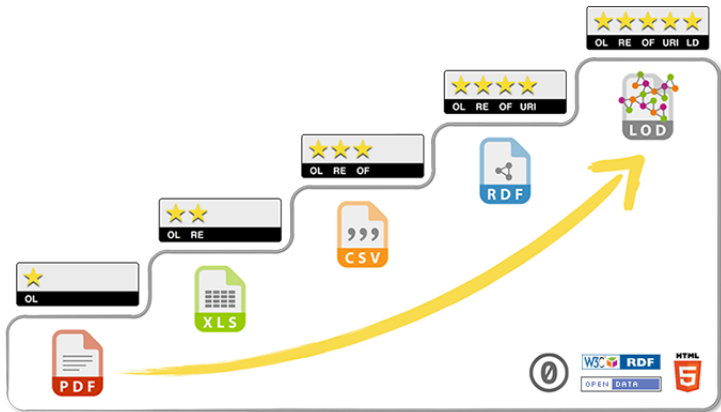 OL RE OF URI LD
LOD
OL RE OF URI
RDF
OL RE OF
CSV
OL RE
XLS
OL
PDF
0
W3C RDF
OPEN DATA
HTML
5